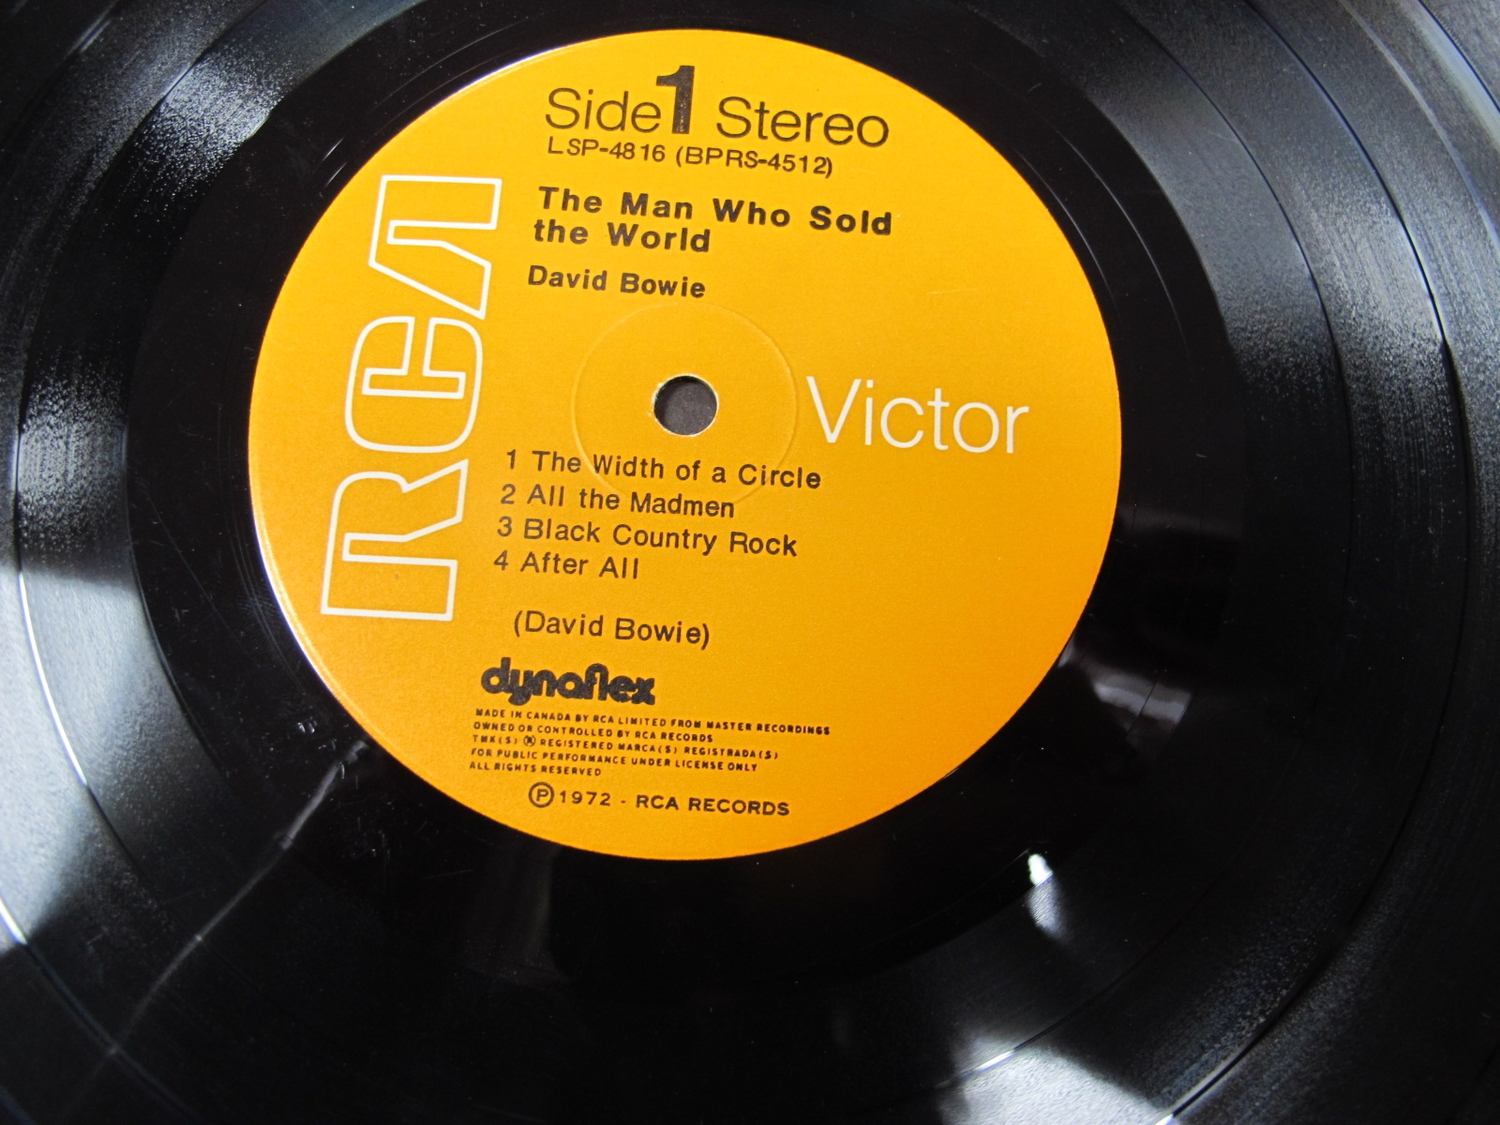 Side 1 Stereo
LSP-4816 (BPRS-4512)
The Man Who Sold
the World
David Bowie
RCA
Victor
1 The Width of a Circle
2 All the Madmen
3 Black Country Rock
4 After All
(David Bowie)
dynaflex
MADE IN CANADA BY RCA LIMITED FROM MASTER RECORDINGS
OWNED OR CONTROLLED BY RCA RECORDS
TMK(S) ® REGISTERED MARCA(S) REGISTRADA(S)
FOR PUBLIC PERFORMANCE UNDER LICENSE ONLY
ALL RIGHTS RESERVED
℗ 1972 - RCA RECORDS